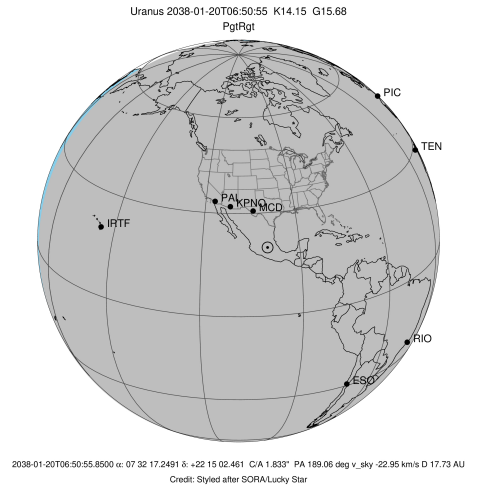 Uranus 2038-01-20T06:50:55 K14.15 G15.68
PgtRgt
PIC
TEN
PAL
KPNO
MCD
IRTF
RIO
ESO
2038-01-20T06:50:55.8500 α: 07 32 17.2491 δ: +22 15 02.461 C/A 1.833" PA 189.06 deg v_sky -22.95 km/s D 17.73 AU
Credit: Styled after SORA/Lucky Star